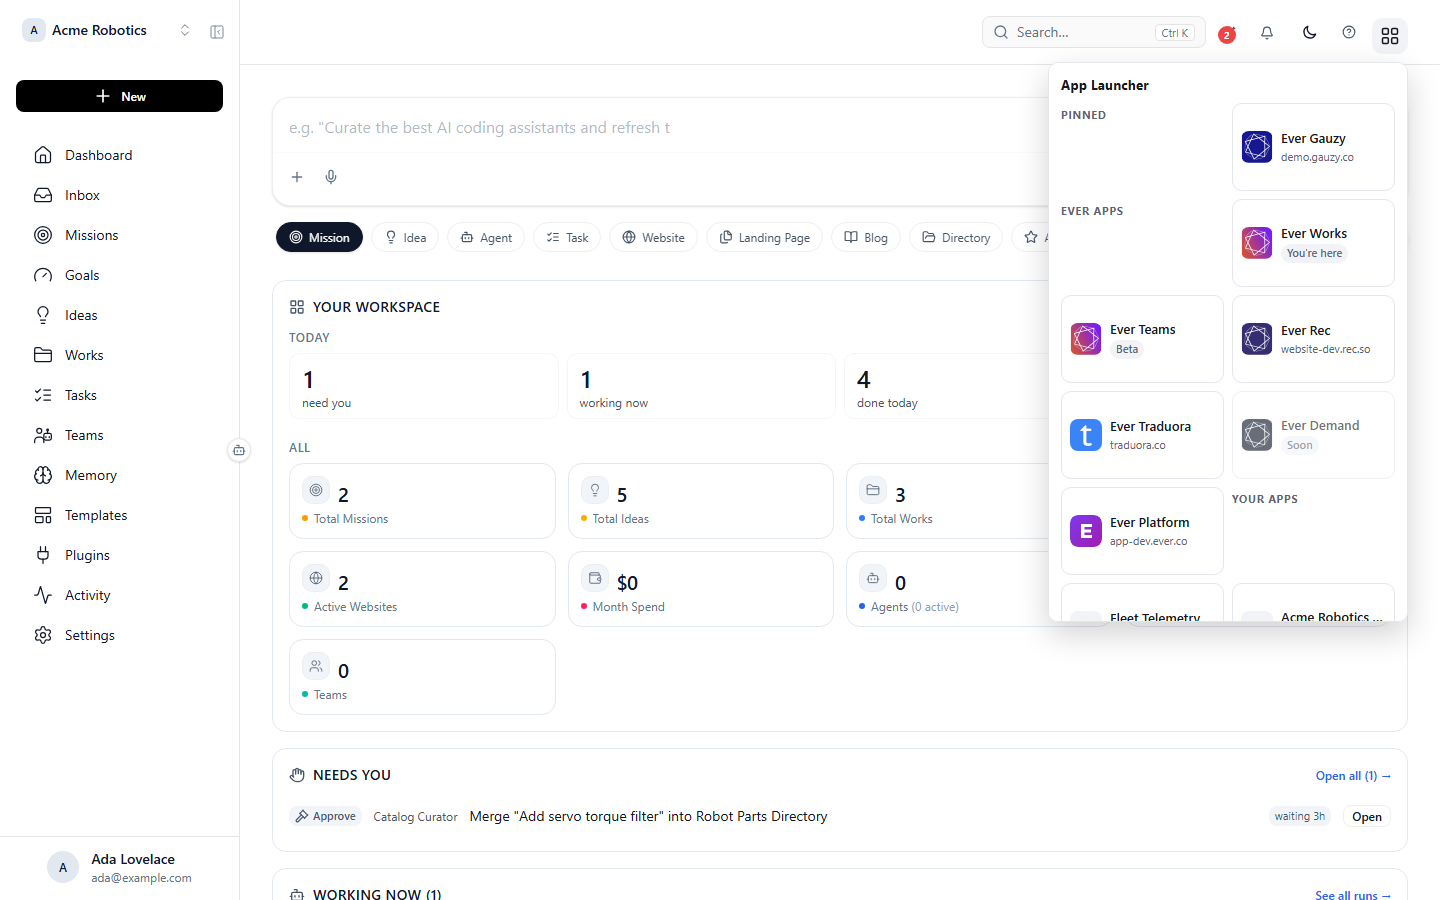 A Acme Robotics
New
Dashboard
Inbox
Missions
Goals
Ideas
Works
Tasks
Teams
Memory
Templates
Plugins
Activity
Settings
A
Ada Lovelace
ada@example.com
Search...
Ctrl K
2
e.g. "Curate the best AI coding assistants and refresh t
Mission
Idea
Agent
Task
Website
Landing Page
Blog
Directory
YOUR WORKSPACE
TODAY
1
need you
1
working now
4
done today
ALL
2
Total Missions
5
Total Ideas
3
Total Works
2
Active Websites
$0
Month Spend
0
Agents (0 active)
0
Teams
NEEDS YOU
Open all (1) →
Approve
Catalog Curator
Merge "Add servo torque filter" into Robot Parts Directory
waiting 3h
Open
WORKING NOW (1)
See all runs →
App Launcher
PINNED
Ever Gauzy
demo.gauzy.co
EVER APPS
Ever Works
You're here
Ever Teams
Beta
Ever Rec
website-dev.rec.so
t
Ever Traduora
traduora.co
Ever Demand
Soon
E
Ever Platform
app-dev.ever.co
YOUR APPS
Fleet Telemetry
Acme Robotics ...